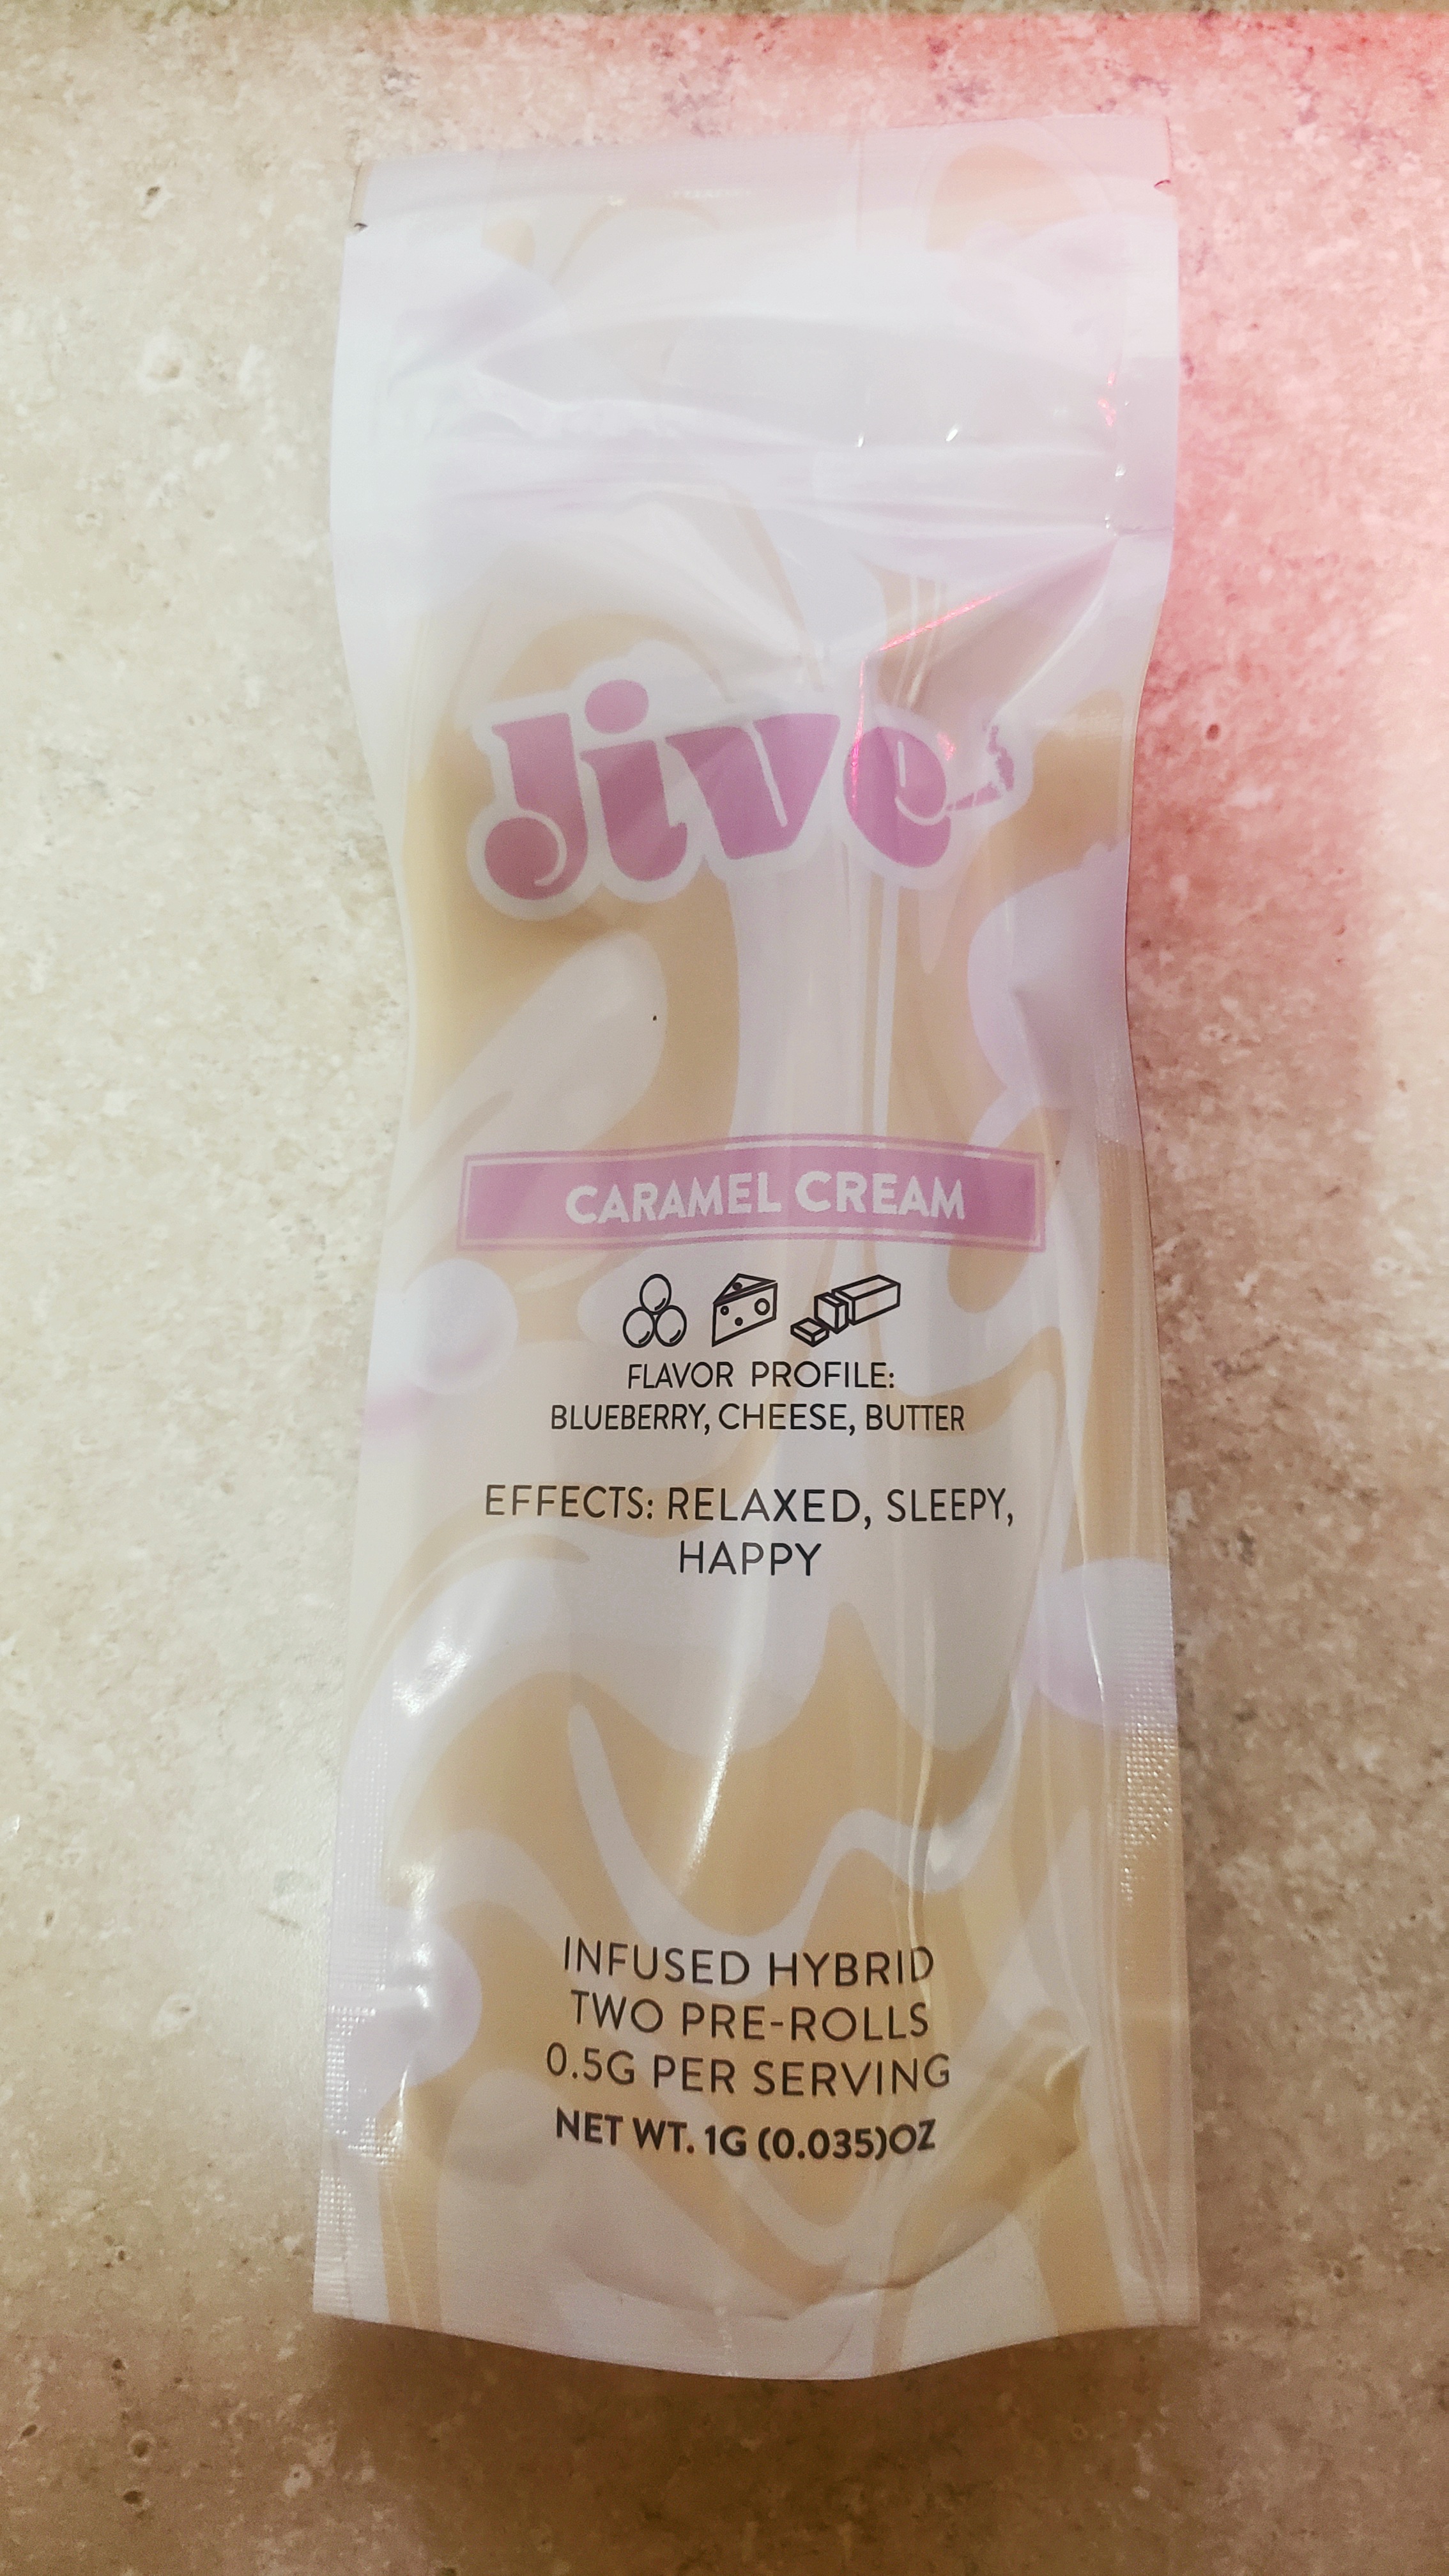 Jive
CARAMEL CREAM
FLAVOR PROFILE:
BLUEBERRY, CHEESE, BUTTER
EFFECTS: RELAXED, SLEEPY,
HAPPY
INFUSED HYBRID
TWO PRE-ROLLS
0.5G PER SERVING
NET WT. 1G (0.035)OZ